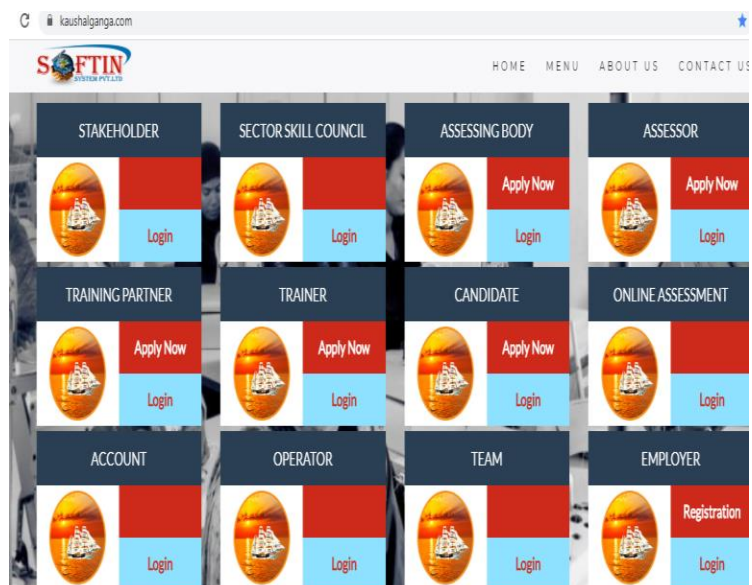 kaushalganga.com
SOFTIN
SYSTEM PVT.LTD
HOME MENU ABOUT US CONTACT US
STAKEHOLDER SECTOR SKILL COUNCIL ASSESSING BODY ASSESSOR
Apply Now Apply Now
Login Login Login Login
TRAINING PARTNER TRAINER CANDIDATE ONLINE ASSESSMENT
Apply Now Apply Now Apply Now
Login Login Login Login
ACCOUNT OPERATOR TEAM EMPLOYER
Registration
Login Login Login Login